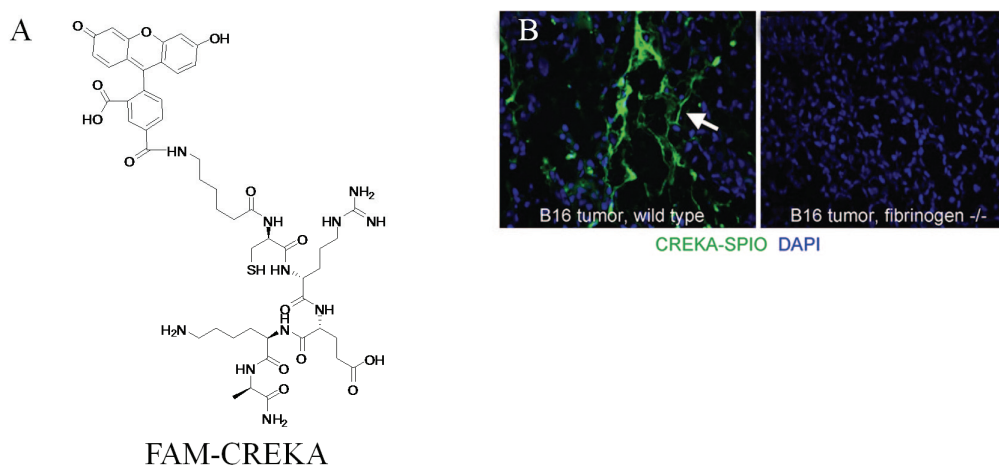 A
O
O
OH
O
HO
O
HN
O
NH
NH2
HN
NH
O
SH
HN
O
NH
H2N
H
N
O
O
HN
O
OH
O
O
NH2
FAM-CREKA
B
B16 tumor, wild type
B16 tumor, fibrinogen -/-
CREKA-SPIO DAPI